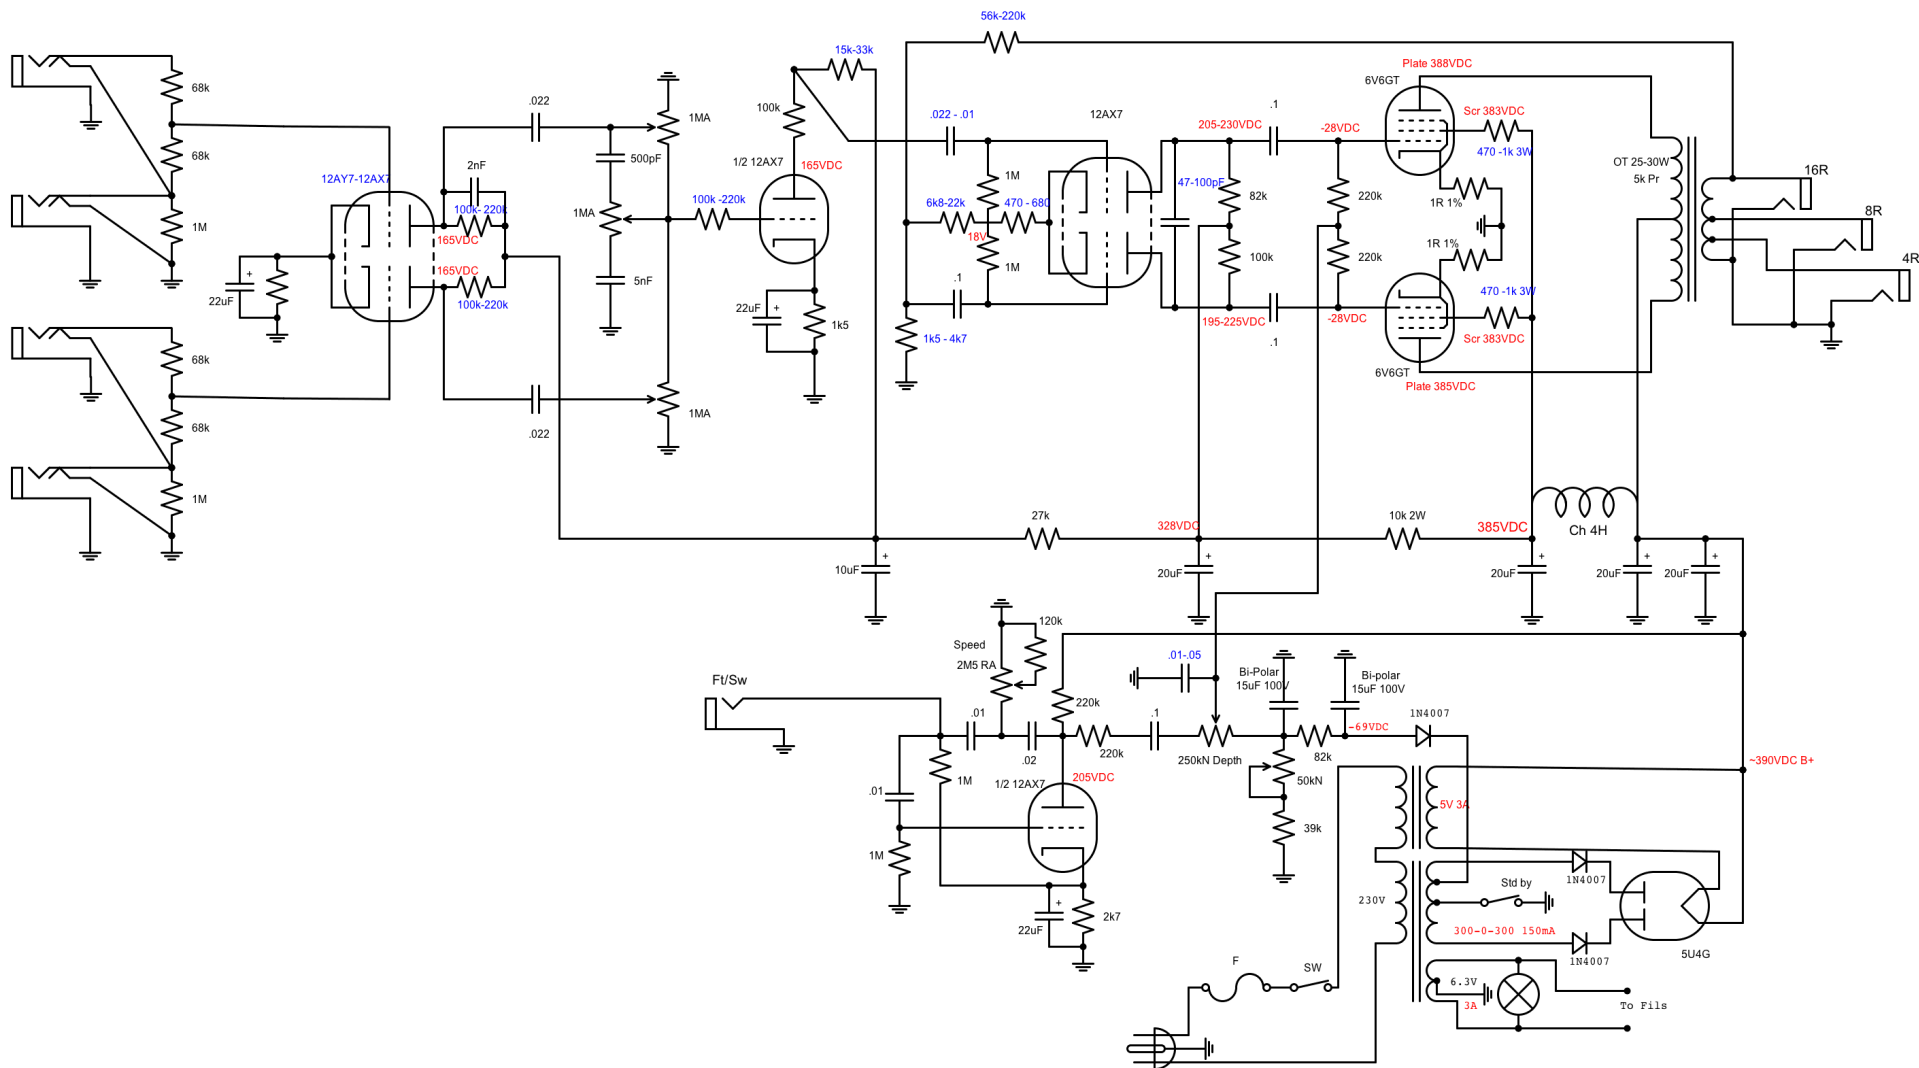 56k-220k
15k-33k
Plate 388VDC
6V6GT
68k
.022
100k
1MA
.022 - .01
12AX7
.1
205-230VDC
-28VDC
Scr 383VDC
470 -1k 3W
OT 25-30W
5k Pr
16R
68k
500pF
1/2 12AX7
165VDC
12AY7-12AX7
2nF
100k- 220k
165VDC
1MA
100k -220k
1M
6k8-22k
470 - 680
18V
47-100pF
82k
220k
1R 1%
8R
1M
165VDC
100k-220k
22uF
+
5nF
22uF
+
1k5
1M
.1
1k5 - 4k7
100k
220k
1R 1%
4R
470 -1k 3W
195-225VDC
-28VDC
.1
Scr 383VDC
6V6GT
Plate 385VDC
68k
68k
.022
1MA
1M
27k
328VDC
10k 2W
385VDC
Ch 4H
10uF
+
20uF
+
20uF
+
20uF
+
20uF
+
Speed
2M5 RA
120k
.01-.05
Bi-Polar
15uF 100V
Bi-polar
15uF 100V
Ft/Sw
.01
.02
220k
220k
.1
250kN Depth
-69VDC
82k
1N4007
50kN
39k
1M
1/2 12AX7
205VDC
.01
1M
22uF
+
2k7
~390VDC B+
5V 3A
1N4007
Std by
230V
300-0-300 150mA
1N4007
5U4G
F
SW
6.3V
3A
To Fils